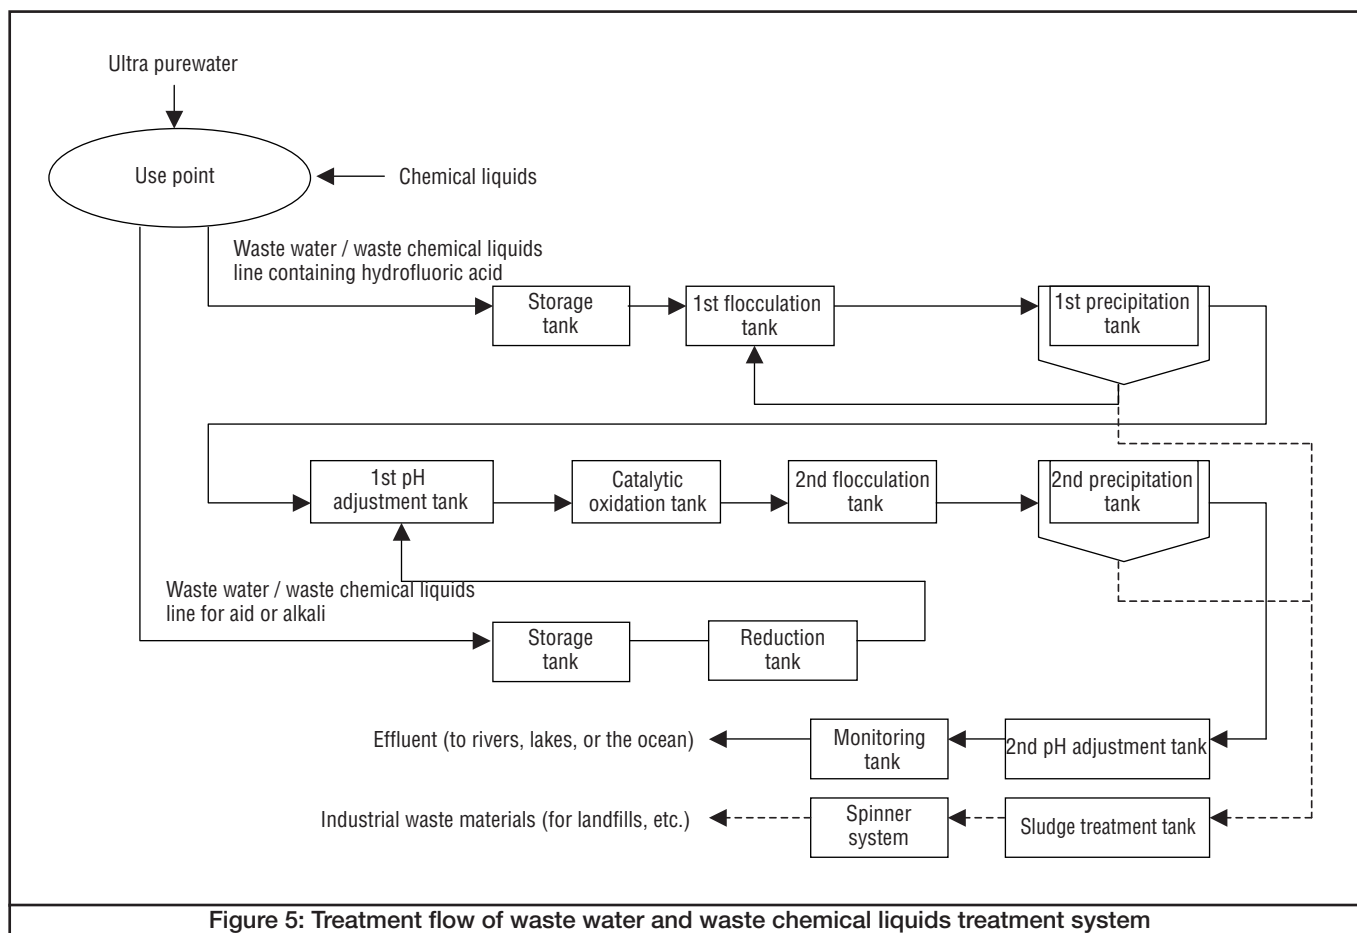 Ultra purewater
Use point
Chemical liquids
Waste water / waste chemical liquids
line containing hydrofluoric acid
Storage
tank
1st flocculation
tank
1st precipitation
tank
1st pH
adjustment tank
Catalytic
oxidation tank
2nd flocculation
tank
2nd precipitation
tank
Waste water / waste chemical liquids
line for aid or alkali
Storage
tank
Reduction
tank
Effluent (to rivers, lakes, or the ocean)
Monitoring
tank
2nd pH adjustment tank
Industrial waste materials (for landfills, etc.)
Spinner
system
Sludge treatment tank
Figure 5: Treatment flow of waste water and waste chemical liquids treatment system